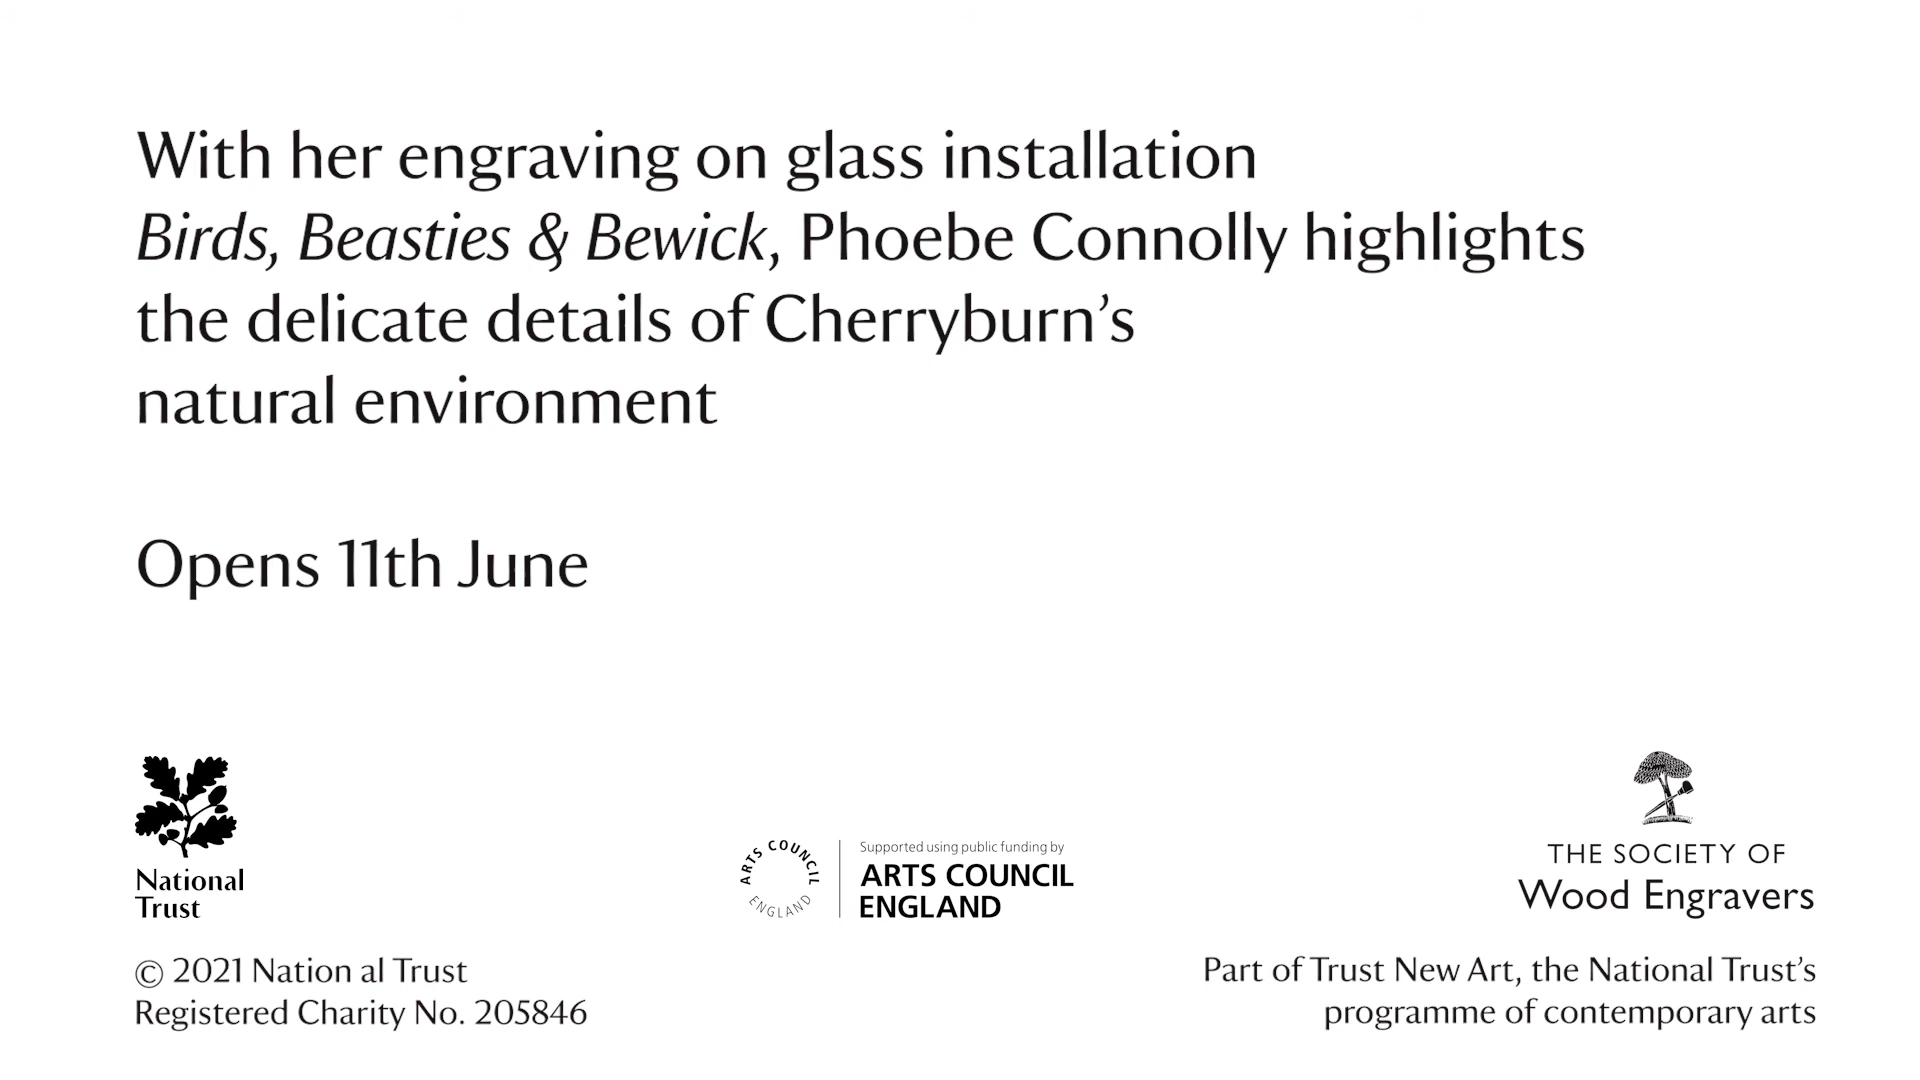 With her engraving on glass installation
Birds, Beasties & Bewick, Phoebe Connolly highlights
the delicate details of Cherryburn’s
natural environment
Opens 11th June
National
Trust
© 2021 Nation al Trust
Registered Charity No. 205846
ARTS COUNCIL
ENGLAND
Supported using public funding by
ARTS COUNCIL
ENGLAND
THE SOCIETY OF
Wood Engravers
Part of Trust New Art, the National Trust’s
programme of contemporary arts